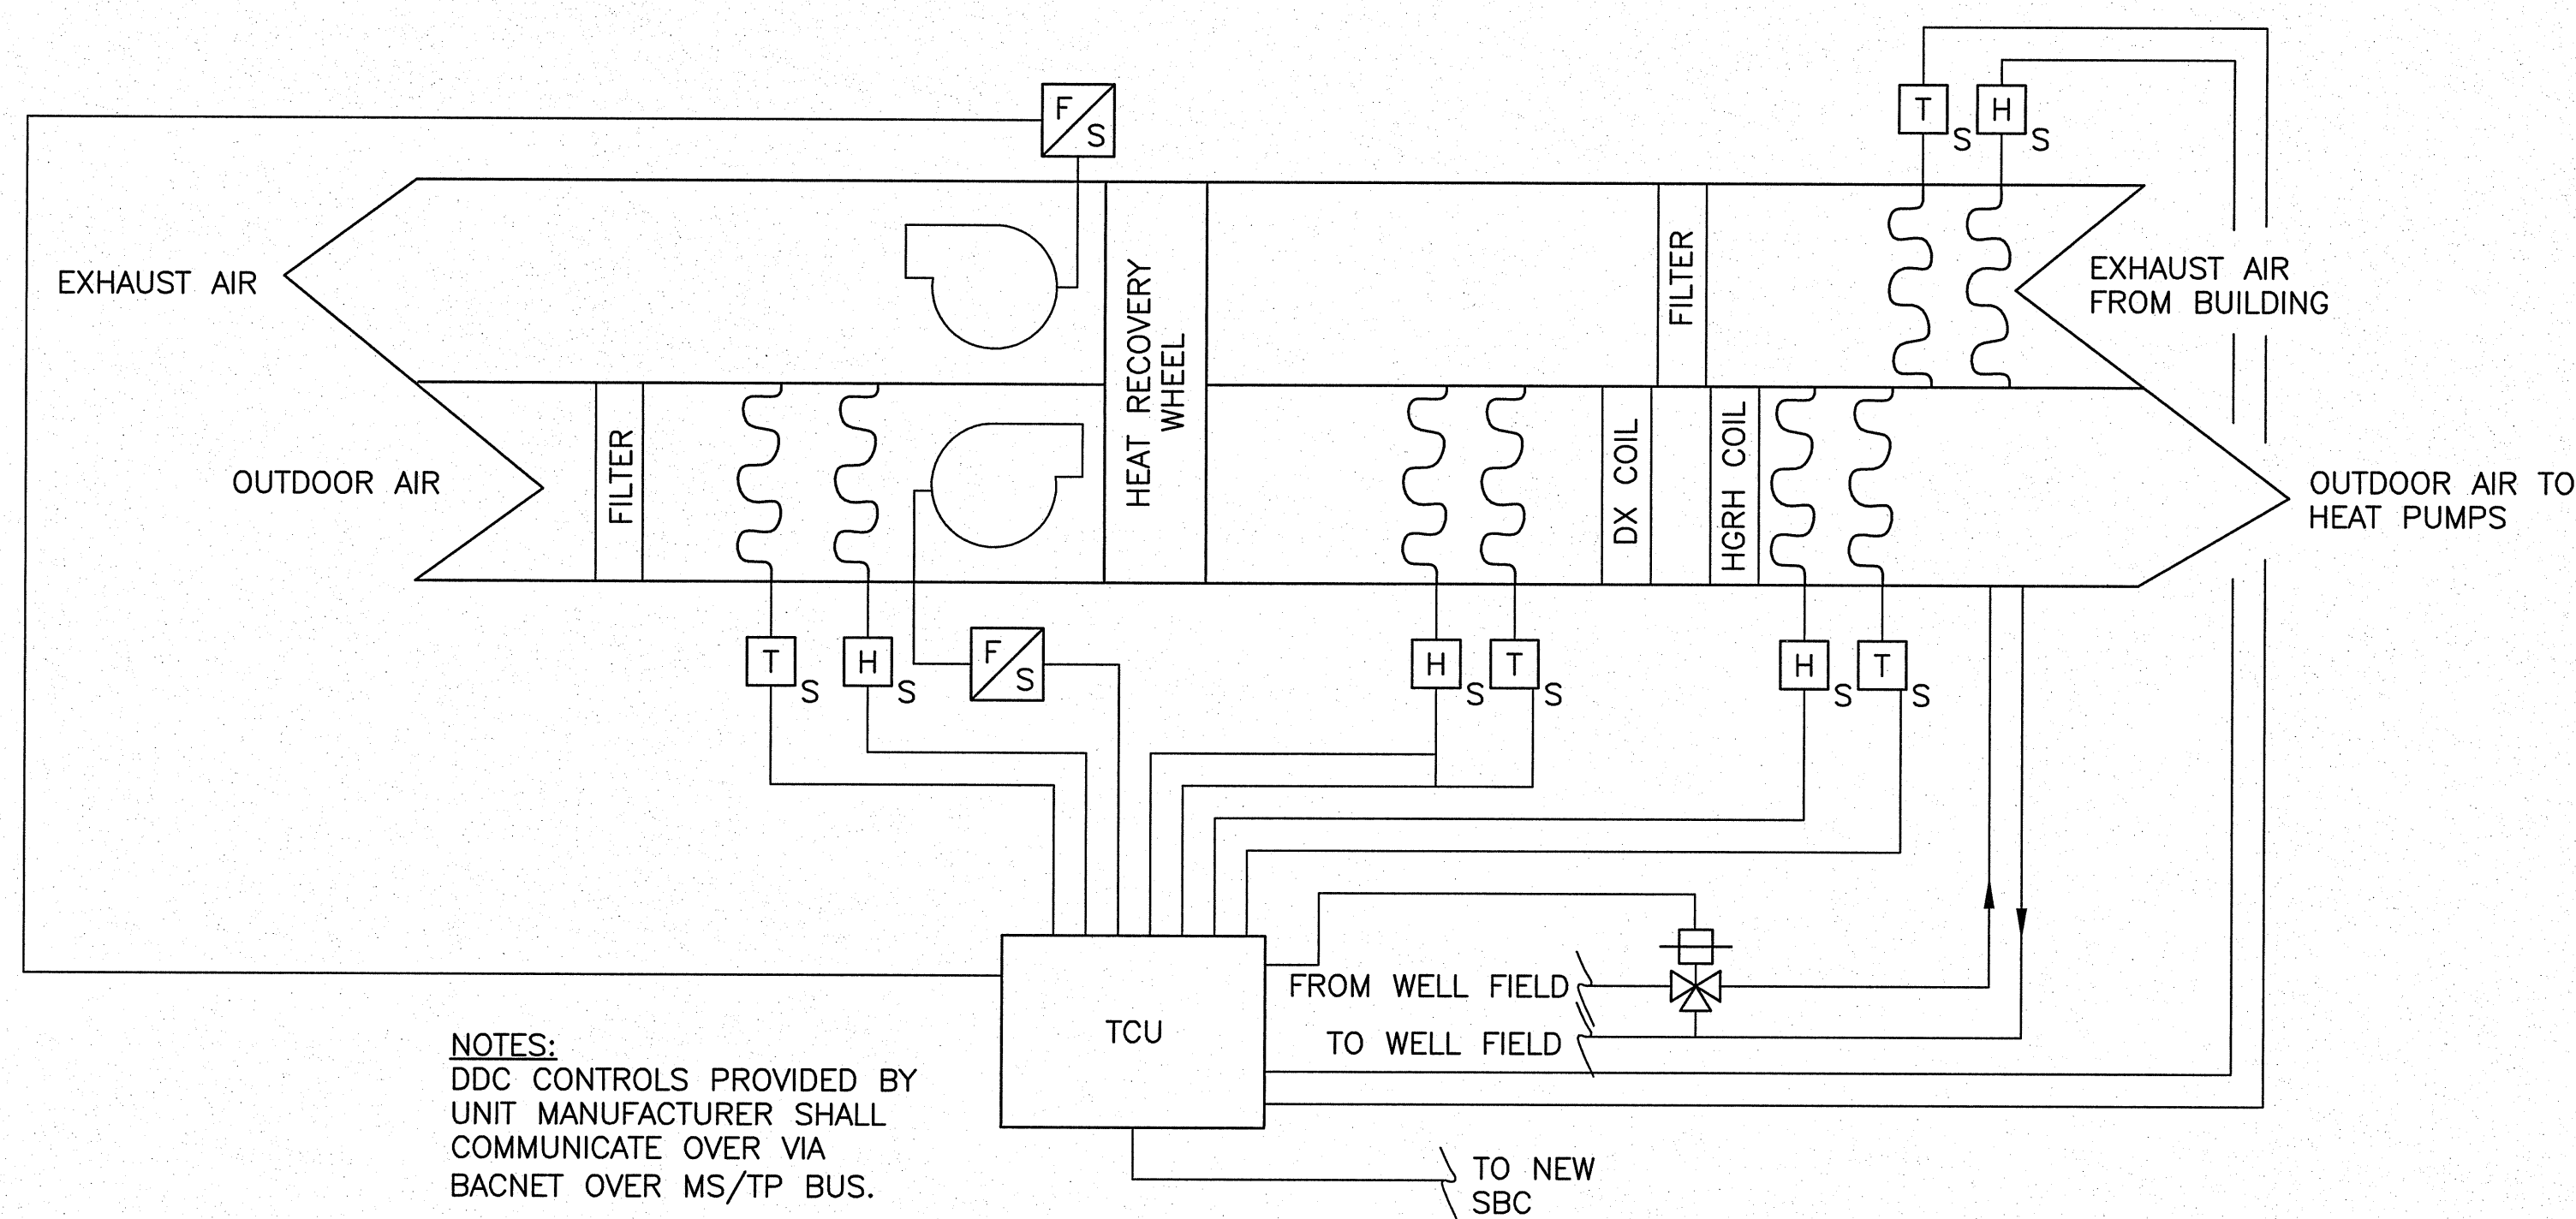 F
S
T
S
H
S
EXHAUST AIR
HEAT RECOVERY
WHEEL
FILTER
EXHAUST AIR
FROM BUILDING
OUTDOOR AIR
FILTER
DX COIL
HGRH COIL
OUTDOOR AIR TO
HEAT PUMPS
T
S
H
S
F
S
H
S
T
S
H
S
T
S
FROM WELL FIELD
TO WELL FIELD
TCU
NOTES:
DDC CONTROLS PROVIDED BY
UNIT MANUFACTURER SHALL
COMMUNICATE OVER VIA
BACNET OVER MS/TP BUS.
TO NEW
SBC